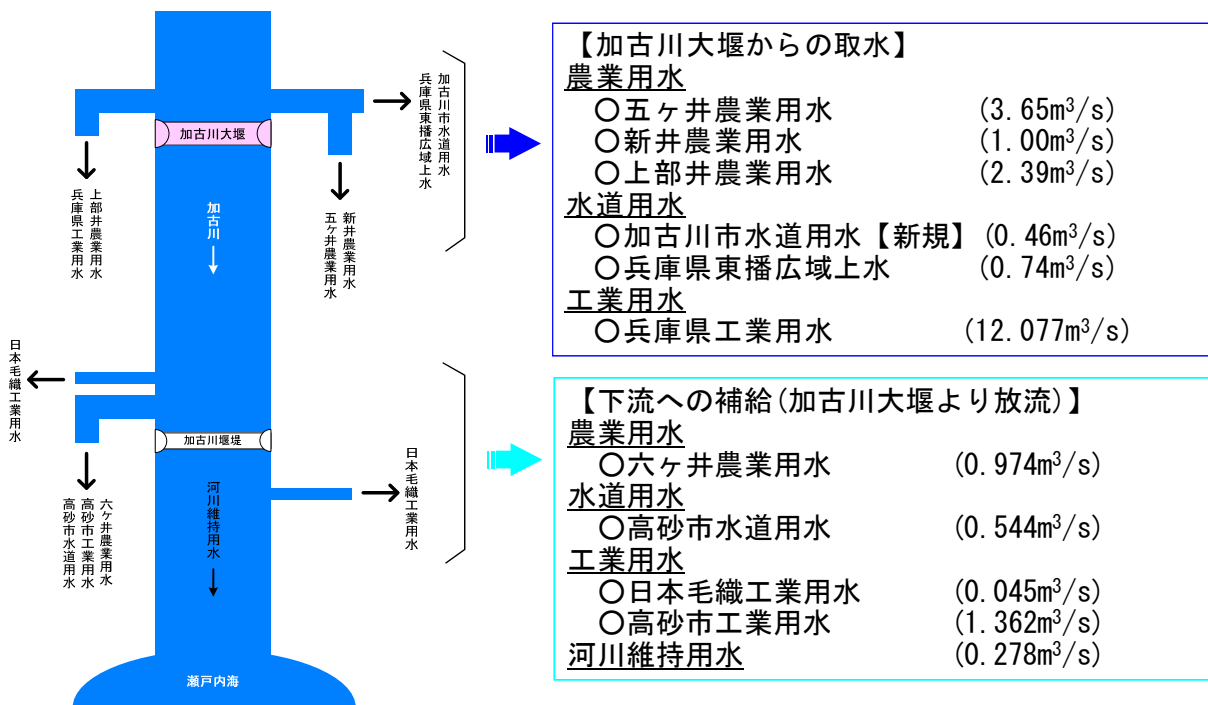 加古川大堰
上部井農業用水
兵庫県工業用水
加古川
新井農業用水
五ヶ井農業用水
加古川市水道用水
兵庫県東播広域上水
日本毛織工業用水
加古川堰堤
六ヶ井農業用水
高砂市工業用水
高砂市水道用水
河川維持用水
日本毛織工業用水
瀬戸内海
【加古川大堰からの取水】
農業用水
〇五ヶ井農業用水 (3.65m³/s)
〇新井農業用水 (1.00m³/s)
〇上部井農業用水 (2.39m³/s)
水道用水
〇加古川市水道用水【新規】(0.46m³/s)
〇兵庫県東播広域上水 (0.74m³/s)
工業用水
〇兵庫県工業用水 (12.077m³/s)
【下流への補給(加古川大堰より放流)】
農業用水
〇六ヶ井農業用水 (0.974m³/s)
水道用水
〇高砂市水道用水 (0.544m³/s)
工業用水
〇日本毛織工業用水 (0.045m³/s)
〇高砂市工業用水 (1.362m³/s)
河川維持用水 (0.278m³/s)